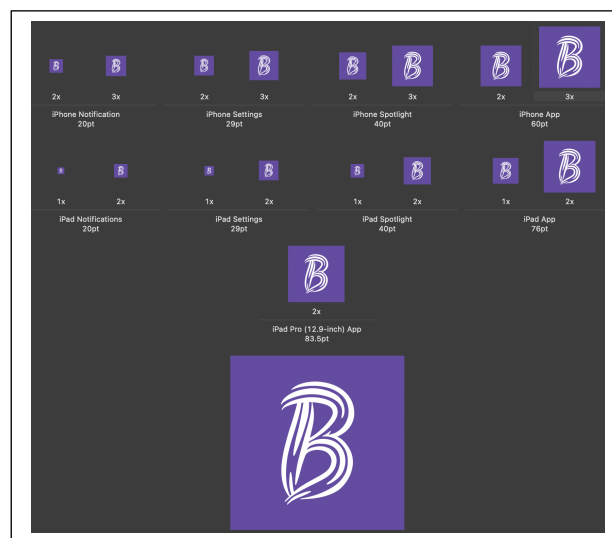 B B B B B B B B
2x 3x 2x 3x 2x 3x 2x 3x
iPhone Notification iPhone Settings iPhone Spotlight iPhone App
20pt 29pt 40pt 60pt
B B B B B B B B
1x 2x 1x 2x 1x 2x 1x 2x
iPad Notifications iPad Settings iPad Spotlight iPad App
20pt 29pt 40pt 76pt
B
2x
iPad Pro (12.9-inch) App
83.5pt
B